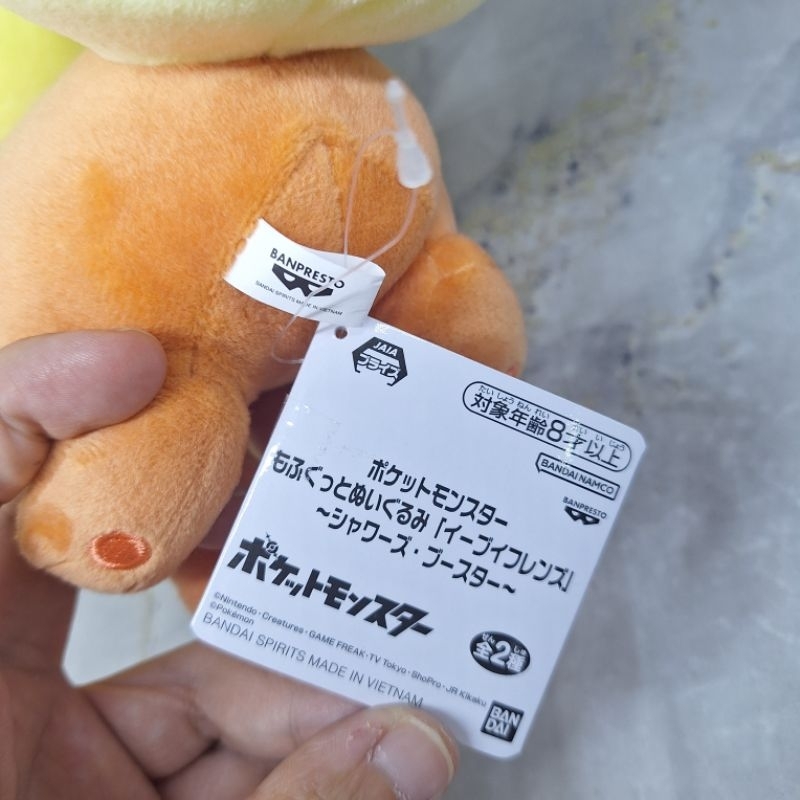 BANPRESTO
BANDAI SPIRITS MADE IN VIETNAM
JAIA
プライズ
たいしょうねんれい さいいじょう
対象年齢8才以上
BANDAI NAMCO
BANPRESTO
ポケットモンスター
もふぐっとぬいぐるみ「イーブイフレンズ」
～シャワーズ・ブースター～
ポケットモンスター
ぜん しゅ
全2種
©Nintendo・Creatures・GAME FREAK・TV Tokyo・ShoPro・JR Kikaku
©Pokémon
BANDAI SPIRITS MADE IN VIETNAM
BAN
DAI